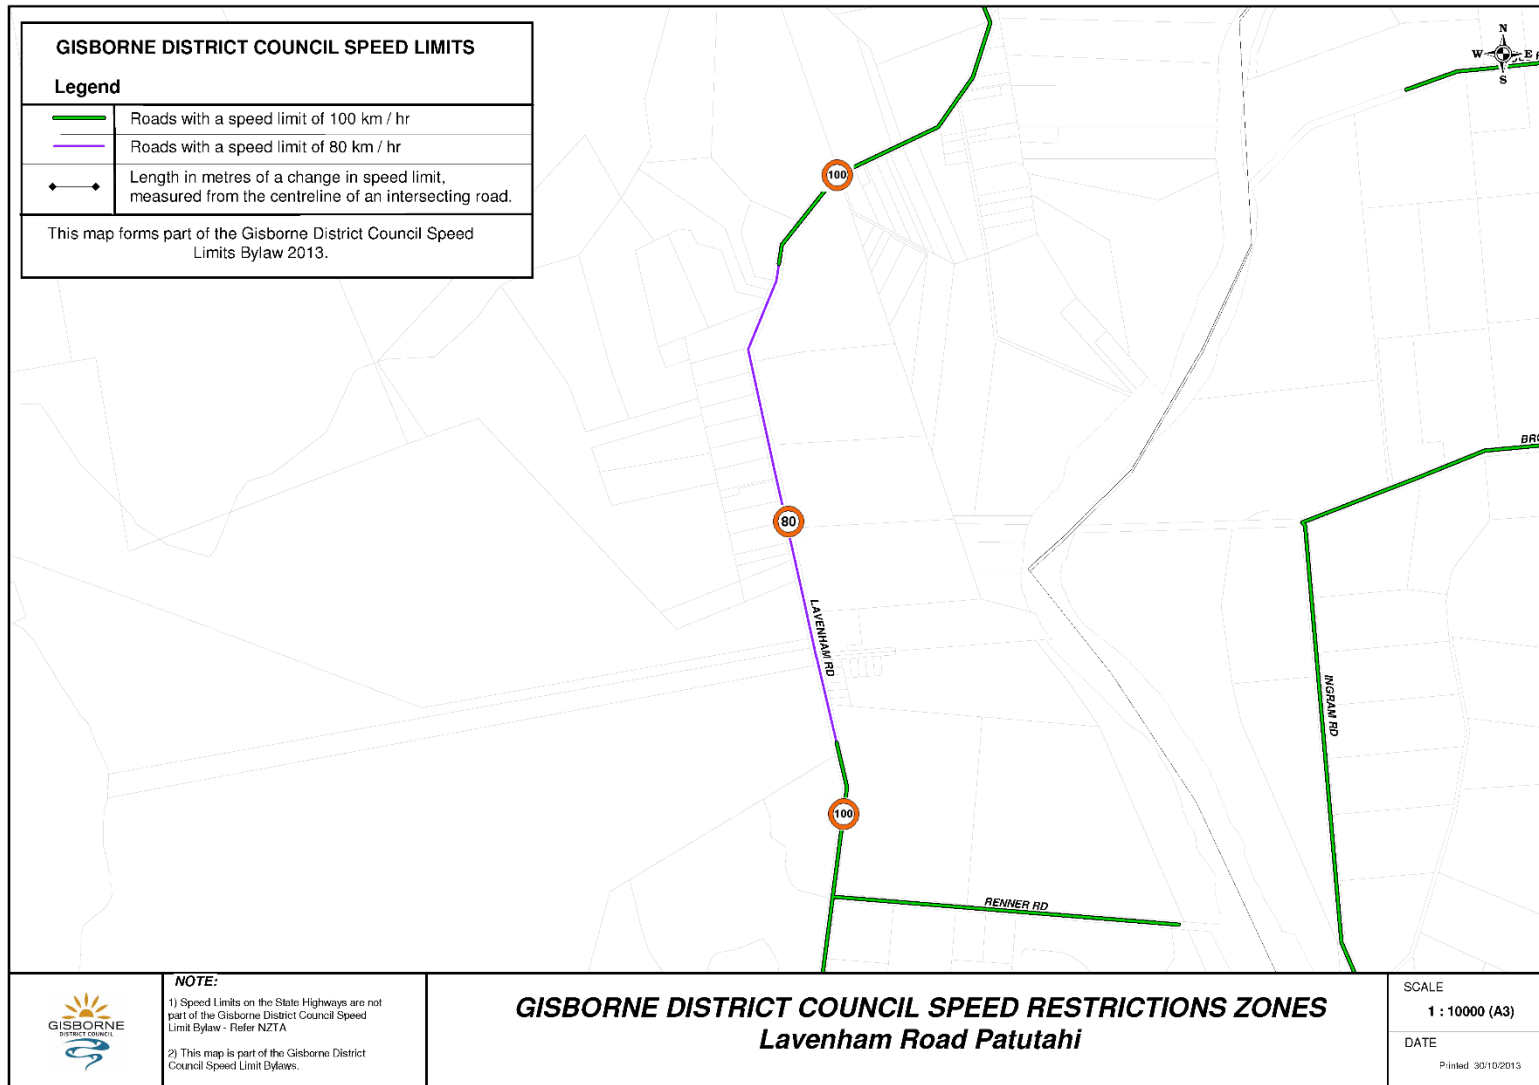 GISBORNE DISTRICT COUNCIL SPEED LIMITS
Legend
Roads with a speed limit of 100 km / hr
Roads with a speed limit of 80 km / hr
Length in metres of a change in speed limit,
measured from the centreline of an intersecting road.
This map forms part of the Gisborne District Council Speed
Limits Bylaw 2013.
N
W E
S
100
BRO
80
LAVENHAM RD
INGRAM RD
100
RENNER RD
GISBORNE
DISTRICT COUNCIL
NOTE:
1) Speed Limits on the State Highways are not
part of the Gisborne District Council Speed
Limit Bylaw - Refer NZTA
2) This map is part of the Gisborne District
Council Speed Limit Bylaws.
GISBORNE DISTRICT COUNCIL SPEED RESTRICTIONS ZONES
Lavenham Road Patutahi
SCALE
1 : 10000 (A3)
DATE
Printed 30/10/2013